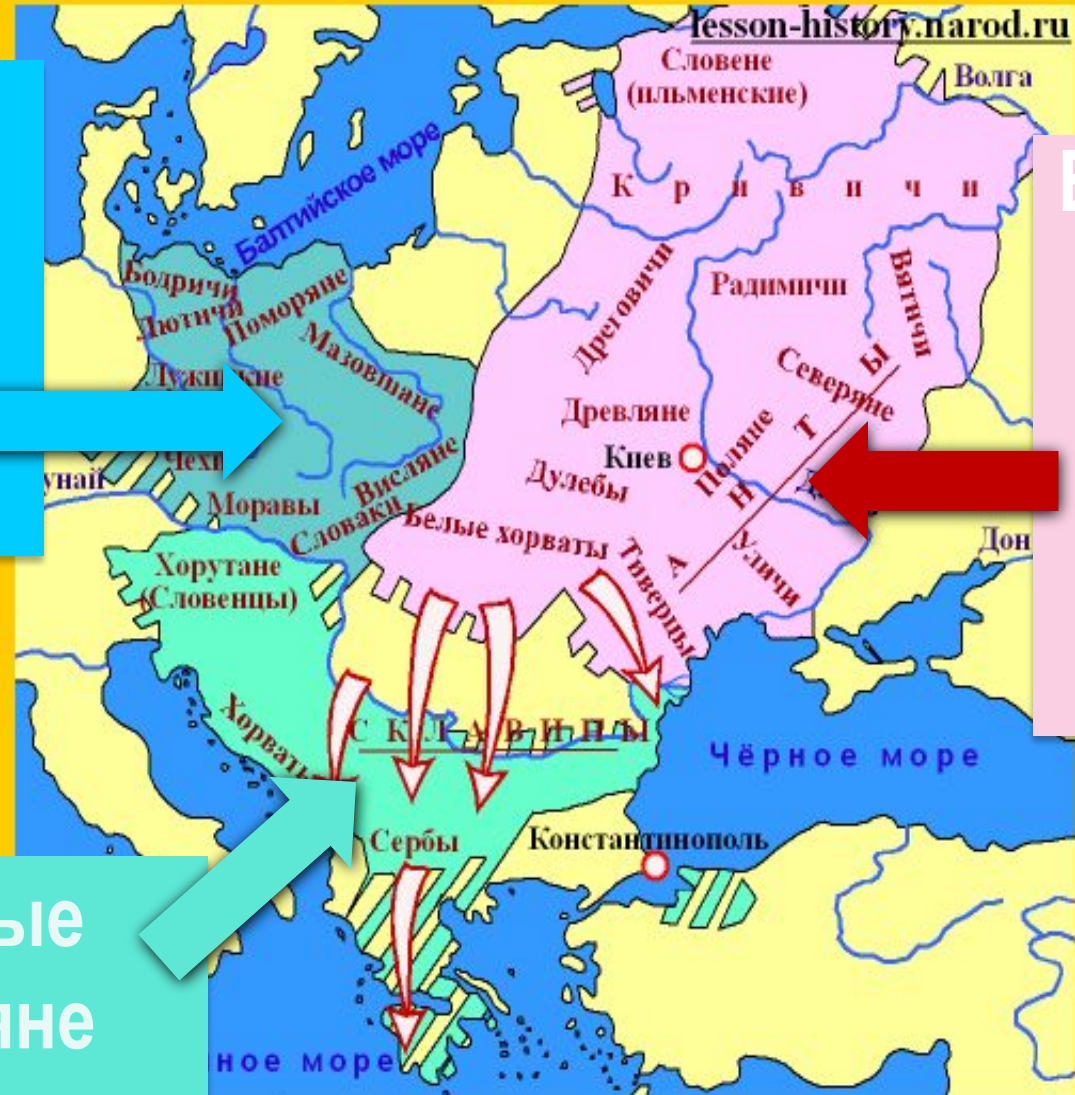 lesson-history.narod.ru
Словене
(ильменские)
Волга
Балтийское море
Кривичи
Бодричи
Лютичи
Поморяне
Мазовшане
Дреговичи
Радимичи
Вятичи
Северяне
Древляне
Киев
Поляне
Дулебы
АНТЫ
унай
Моравы
Висляне
Словаки
Белые хорваты
Тиверцы
Уличи
Дон
Хорутане
(Словенцы)
Хорваты
СКЛАВИНЫ
Чёрное море
Сербы
Константинополь
ые
яне
ное море